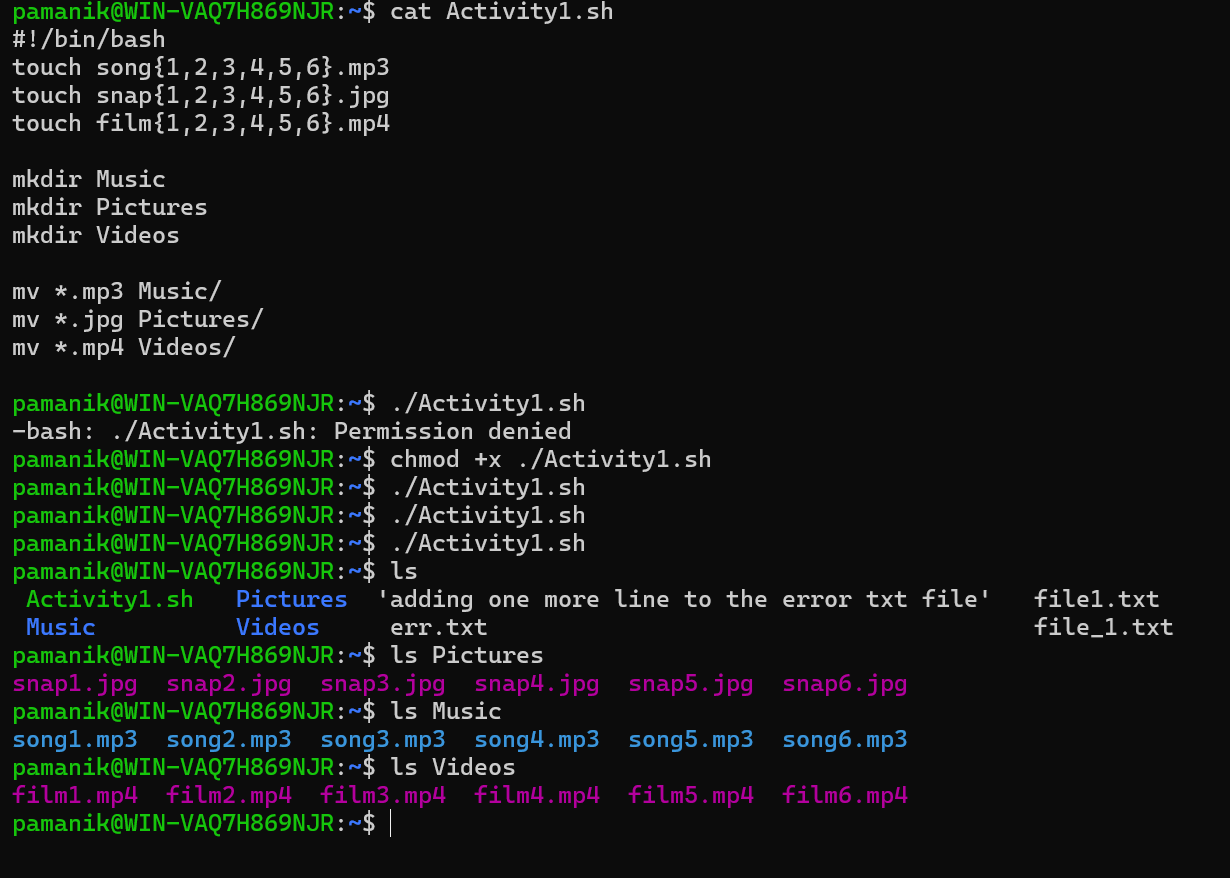 pamanik@WIN-VAQ7H869NJR:~$ cat Activity1.sh
#!/bin/bash
touch song{1,2,3,4,5,6}.mp3
touch snap{1,2,3,4,5,6}.jpg
touch film{1,2,3,4,5,6}.mp4

mkdir Music
mkdir Pictures
mkdir Videos

mv *.mp3 Music/
mv *.jpg Pictures/
mv *.mp4 Videos/

pamanik@WIN-VAQ7H869NJR:~$ ./Activity1.sh
-bash: ./Activity1.sh: Permission denied
pamanik@WIN-VAQ7H869NJR:~$ chmod +x ./Activity1.sh
pamanik@WIN-VAQ7H869NJR:~$ ./Activity1.sh
pamanik@WIN-VAQ7H869NJR:~$ ./Activity1.sh
pamanik@WIN-VAQ7H869NJR:~$ ./Activity1.sh
pamanik@WIN-VAQ7H869NJR:~$ ls
 Activity1.sh   Pictures  'adding one more line to the error txt file'   file1.txt
 Music          Videos     err.txt                                       file_1.txt
pamanik@WIN-VAQ7H869NJR:~$ ls Pictures
snap1.jpg  snap2.jpg  snap3.jpg  snap4.jpg  snap5.jpg  snap6.jpg
pamanik@WIN-VAQ7H869NJR:~$ ls Music
song1.mp3  song2.mp3  song3.mp3  song4.mp3  song5.mp3  song6.mp3
pamanik@WIN-VAQ7H869NJR:~$ ls Videos
film1.mp4  film2.mp4  film3.mp4  film4.mp4  film5.mp4  film6.mp4
pamanik@WIN-VAQ7H869NJR:~$